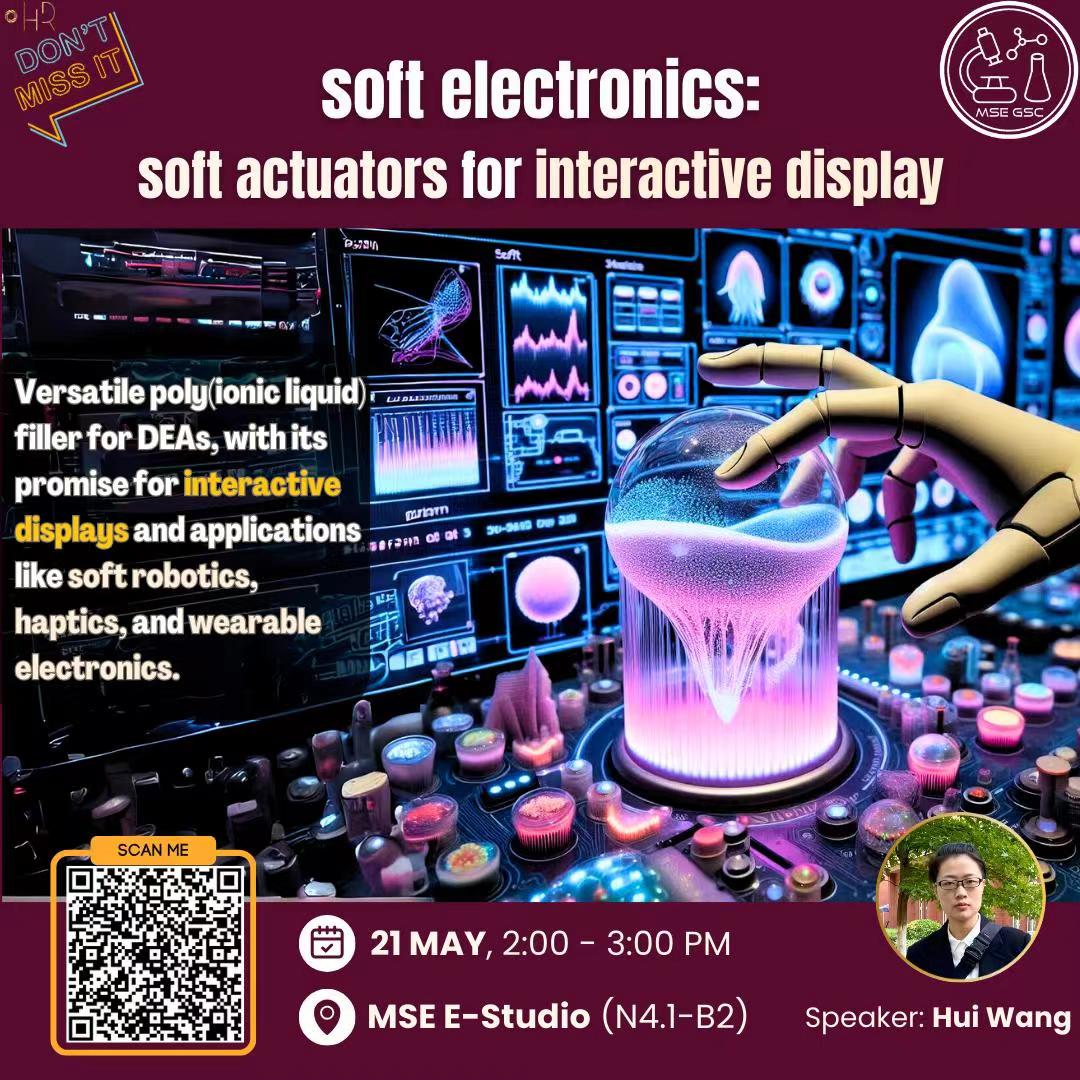 HR
DON'T
MISS IT
MSE GSC
soft electronics:
soft actuators for interactive display
Versatile poly(ionic liquid)
filler for DEAs, with its
promise for interactive
displays and applications
like soft robotics,
haptics, and wearable
electronics.
SCAN ME
21 MAY, 2:00 - 3:00 PM
MSE E-Studio (N4.1-B2)
Speaker: Hui Wang